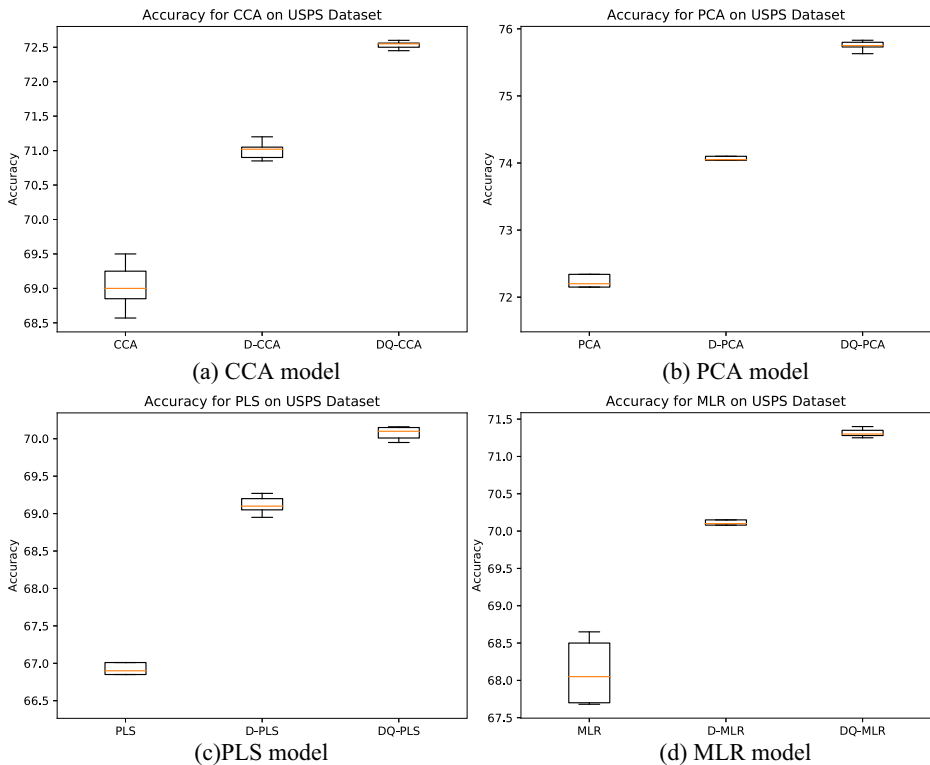 Accuracy for CCA on USPS Dataset
72.5
72.0
71.5
71.0
70.5
70.0
69.5
69.0
68.5
Accuracy
CCA D-CCA DQ-CCA
(a) CCA model
Accuracy for PCA on USPS Dataset
76
75
74
73
72
Accuracy
PCA D-PCA DQ-PCA
(b) PCA model
Accuracy for PLS on USPS Dataset
70.0
69.5
69.0
68.5
68.0
67.5
67.0
66.5
Accuracy
PLS D-PLS DQ-PLS
(c)PLS model
Accuracy for MLR on USPS Dataset
71.5
71.0
70.5
70.0
69.5
69.0
68.5
68.0
67.5
Accuracy
MLR D-MLR DQ-MLR
(d) MLR model